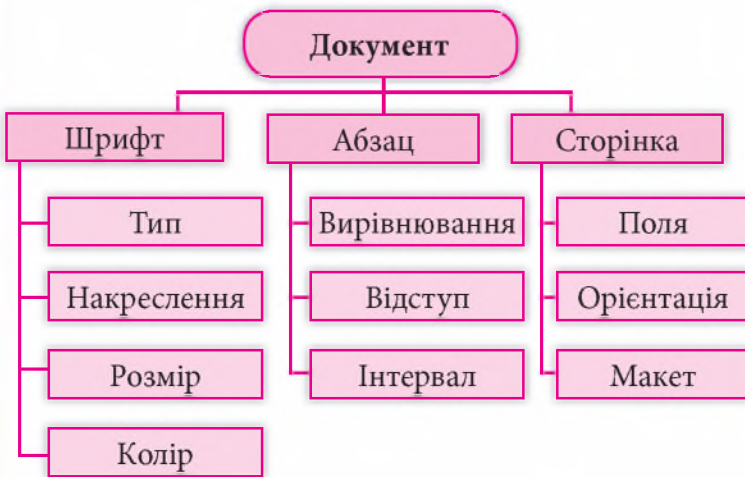 Документ
Шрифт
Абзац
Сторінка
Тип
Вирівнювання
Поля
Накреслення
Відступ
Орієнтація
Розмір
Інтервал
Макет
Колір